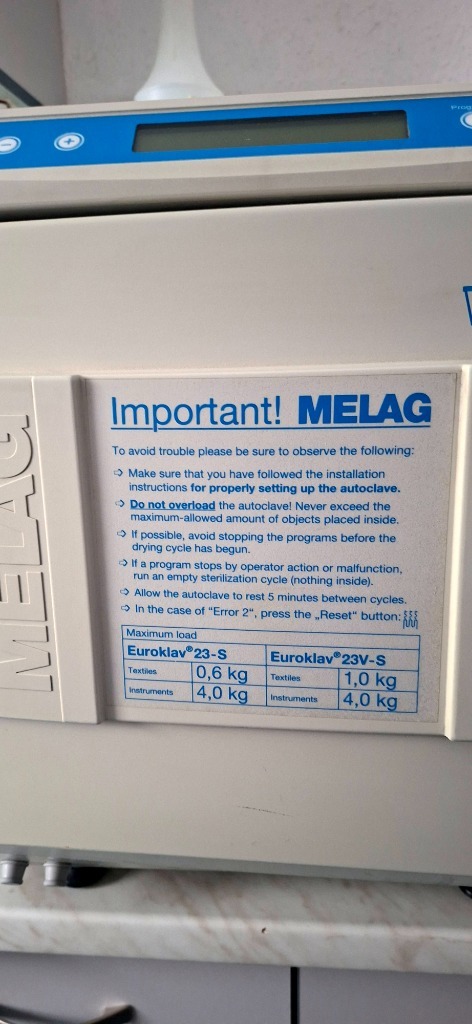 Prog
MELAG
Important! MELAG
To avoid trouble please be sure to observe the following:
⇨ Make sure that you have followed the installation
instructions for properly setting up the autoclave.
⇨ Do not overload the autoclave! Never exceed the
maximum-allowed amount of objects placed inside.
⇨ If possible, avoid stopping the programs before the
drying cycle has begun.
⇨ If a program stops by operator action or malfunction,
run an empty sterilization cycle (nothing inside).
⇨ Allow the autoclave to rest 5 minutes between cycles.
⇨ In the case of "Error 2", press the „Reset" button:
Maximum load
Euroklav®23-S Euroklav®23V-S
Textiles 0,6 kg Textiles 1,0 kg
Instruments 4,0 kg Instruments 4,0 kg